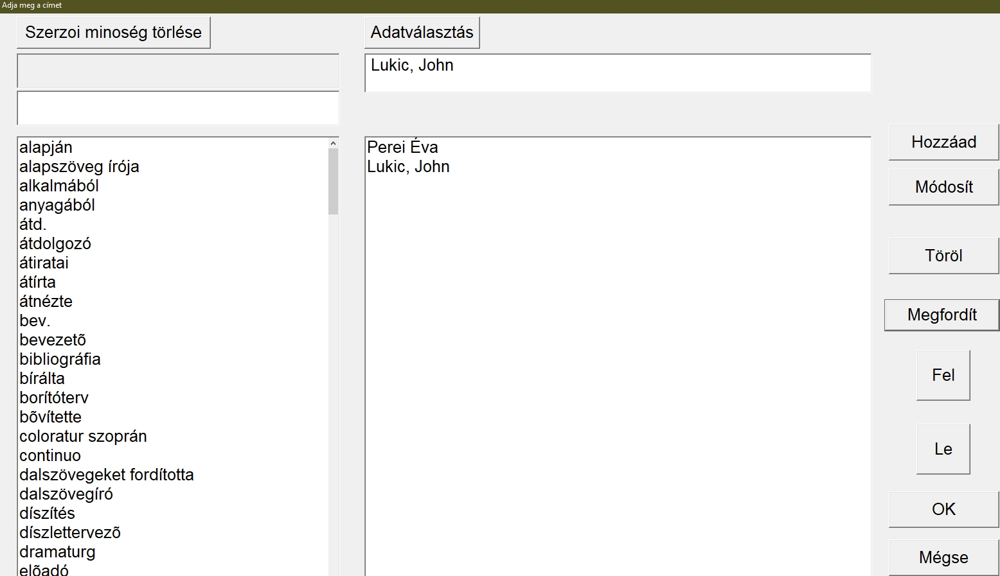 Adja meg a címet
Szerzoi minoség törlése
Adatválasztás
Lukic, John
alapján
alapszöveg írója
alkalmából
anyagából
átd.
átdolgozó
átiratai
átírta
átnézte
bev.
bevezetõ
bibliográfia
bírálta
borítóterv
bõvítette
coloratur szoprán
continuo
dalszövegeket fordította
dalszövegíró
díszítés
díszlettervezõ
dramaturg
elõadó
Perei Éva
Lukic, John
Hozzáad
Módosít
Töröl
Megfordít
Fel
Le
OK
Mégse